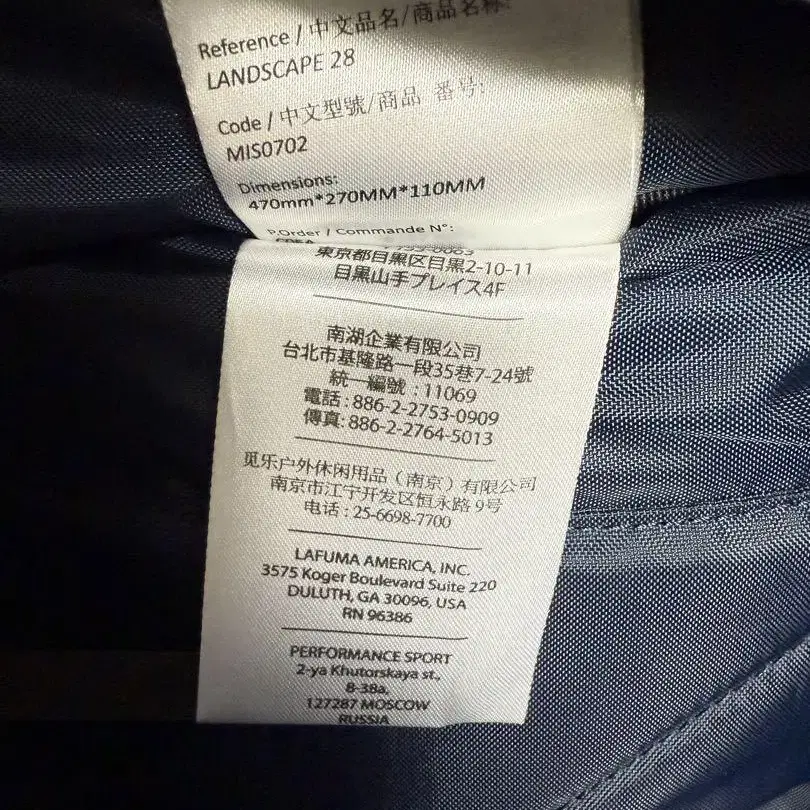 Reference / 中文品名/商品名稱:
LANDSCAPE 28
Code / 中文型號/商品 番号:
MIS0702
Dimensions:
470mm*270MM*110MM
P.Order / Commande N°:
東京都目黒区目黒2-10-11
目黒山手プレイス4F
南湖企業有限公司
台北市基隆路一段35巷7-24號
統一編號 : 11069
電話 : 886-2-2753-0909
傳真: 886-2-2764-5013
觅乐户外休闲用品（南京）有限公司
南京市江宁开发区恒永路 9号
电话 : 25-6698-7700
LAFUMA AMERICA, INC.
3575 Koger Boulevard Suite 220
DULUTH, GA 30096, USA
RN 96386
PERFORMANCE SPORT
2-ya Khutorskaya st.,
8-38a,
127287 MOSCOW
RUSSIA